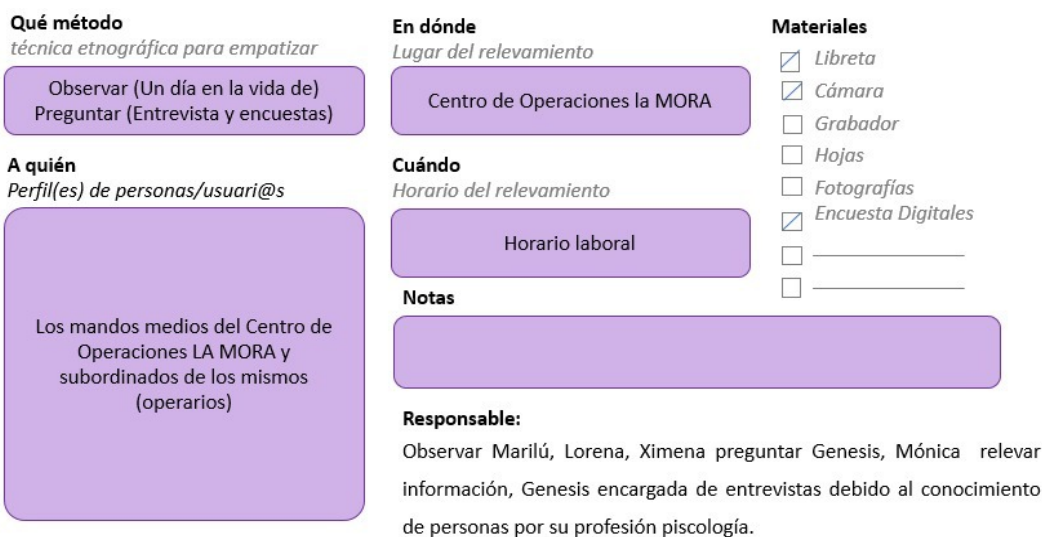 Qué método
técnica etnográfica para empatizar
Observar (Un día en la vida de)
Preguntar (Entrevista y encuestas)
A quién
Perfil(es) de personas/usuari@s
Los mandos medios del Centro de
Operaciones LA MORA y
subordinados de los mismos
(operarios)
En dónde
Lugar del relevamiento
Centro de Operaciones la MORA
Cuándo
Horario del relevamiento
Horario laboral
Materiales
Libreta
Cámara
Grabador
Hojas
Fotografías
Encuesta Digitales
Notas
Responsable:
Observar Marilú, Lorena, Ximena preguntar Genesis, Mónica relevar
información, Genesis encargada de entrevistas debido al conocimiento
de personas por su profesión piscología.